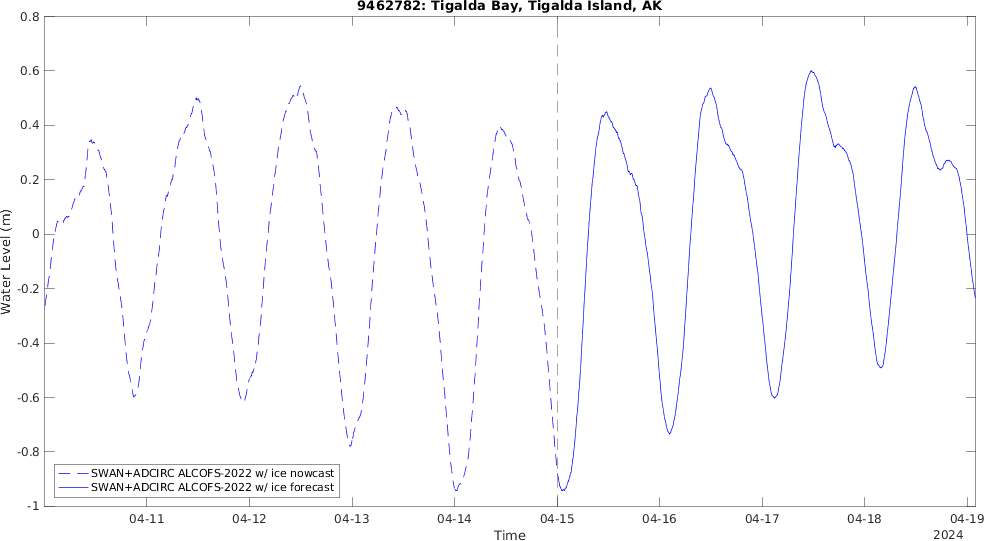 9462782: Tigalda Bay, Tigalda Island, AK
0.8
0.6
0.4
0.2
0
-0.2
-0.4
-0.6
-0.8
-1
Water Level (m)
SWAN+ADCIRC ALCOFS-2022 w/ ice nowcast
SWAN+ADCIRC ALCOFS-2022 w/ ice forecast
04-11 04-12 04-13 04-14 04-15 04-16 04-17 04-18 04-19
Time
2024